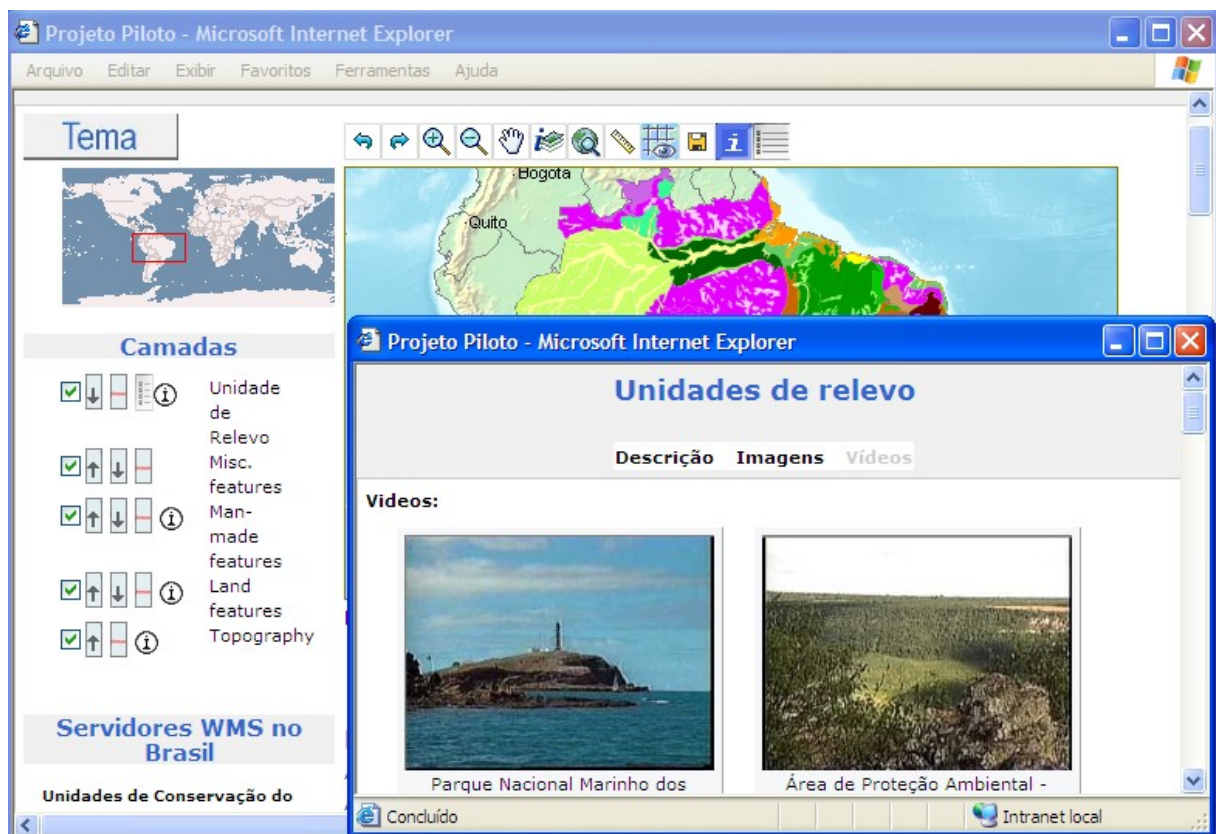 Projeto Piloto - Microsoft Internet Explorer
Arquivo Editar Exibir Favoritos Ferramentas Ajuda
Tema
Bogota
Quito
Camadas
Unidade
de
Relevo
Misc.
features
Man-
made
features
Land
features
Topography
Servidores WMS no
Brasil
Unidades de Conservação do
Projeto Piloto - Microsoft Internet Explorer
Unidades de relevo
Descrição Imagens Vídeos
Videos:
Parque Nacional Marinho dos
Área de Proteção Ambiental -
Concluído
Intranet local